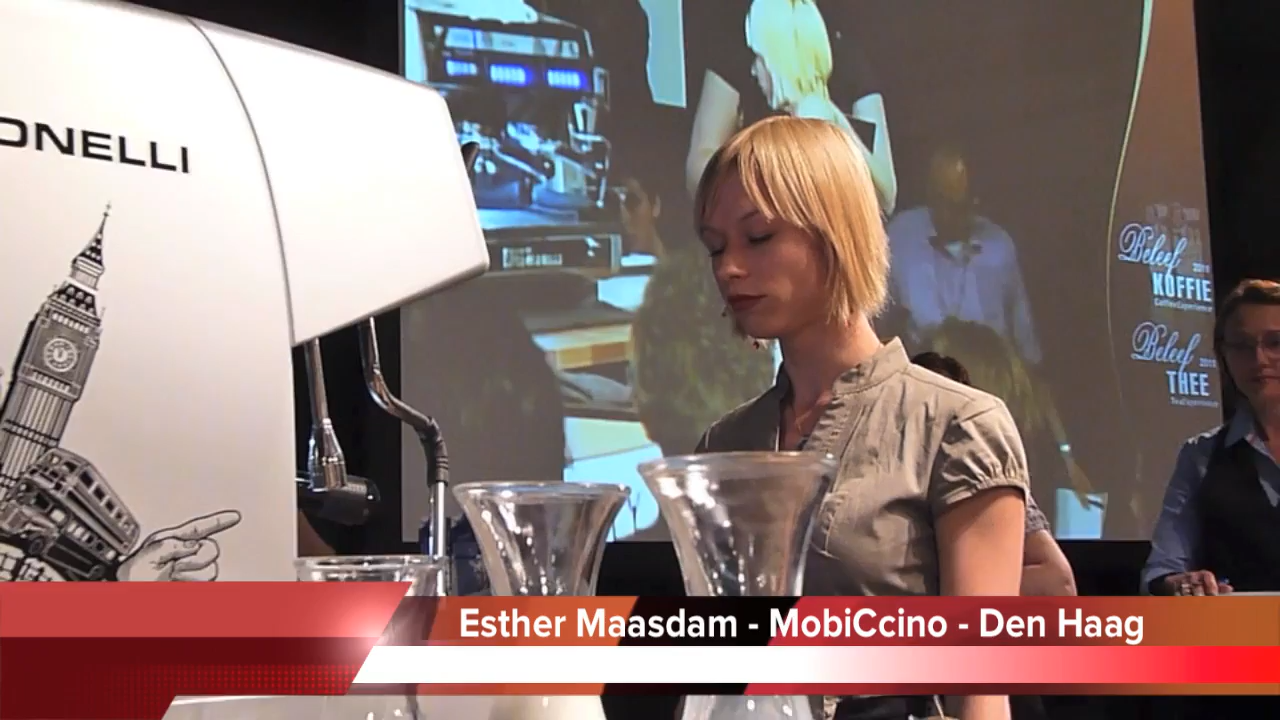 ONELLI
Beleef
KOFFIE
Beleef
THEE
Esther Maasdam - MobiCcino - Den Haag